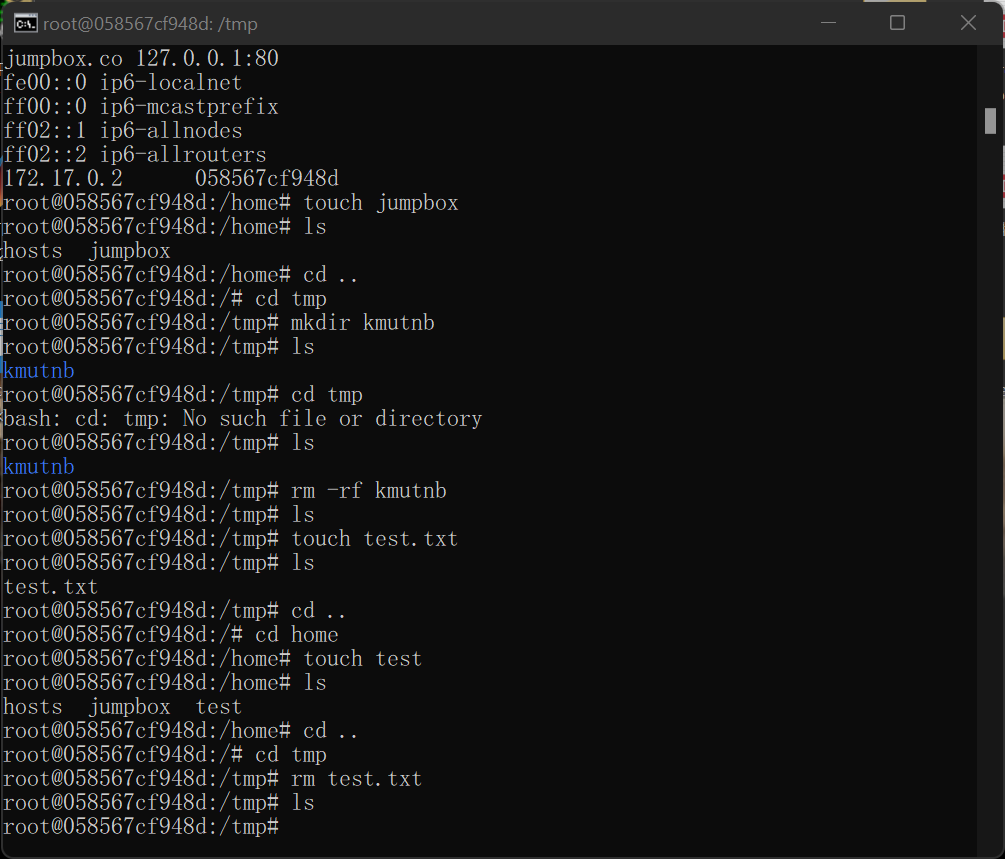 root@058567cf948d: /tmp
jumpbox.co 127.0.0.1:80
fe00::0 ip6-localnet
ff00::0 ip6-mcastprefix
ff02::1 ip6-allnodes
ff02::2 ip6-allrouters
172.17.0.2      058567cf948d
root@058567cf948d:/home# touch jumpbox
root@058567cf948d:/home# ls
hosts  jumpbox
root@058567cf948d:/home# cd ..
root@058567cf948d:/# cd tmp
root@058567cf948d:/tmp# mkdir kmutnb
root@058567cf948d:/tmp# ls
kmutnb
root@058567cf948d:/tmp# cd tmp
bash: cd: tmp: No such file or directory
root@058567cf948d:/tmp# ls
kmutnb
root@058567cf948d:/tmp# rm -rf kmutnb
root@058567cf948d:/tmp# ls
root@058567cf948d:/tmp# touch test.txt
root@058567cf948d:/tmp# ls
test.txt
root@058567cf948d:/tmp# cd ..
root@058567cf948d:/# cd home
root@058567cf948d:/home# touch test
root@058567cf948d:/home# ls
hosts  jumpbox  test
root@058567cf948d:/home# cd ..
root@058567cf948d:/# cd tmp
root@058567cf948d:/tmp# rm test.txt
root@058567cf948d:/tmp# ls
root@058567cf948d:/tmp#